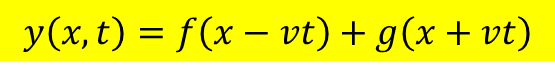 y(x, t) = f(x − vt) + g(x + vt)